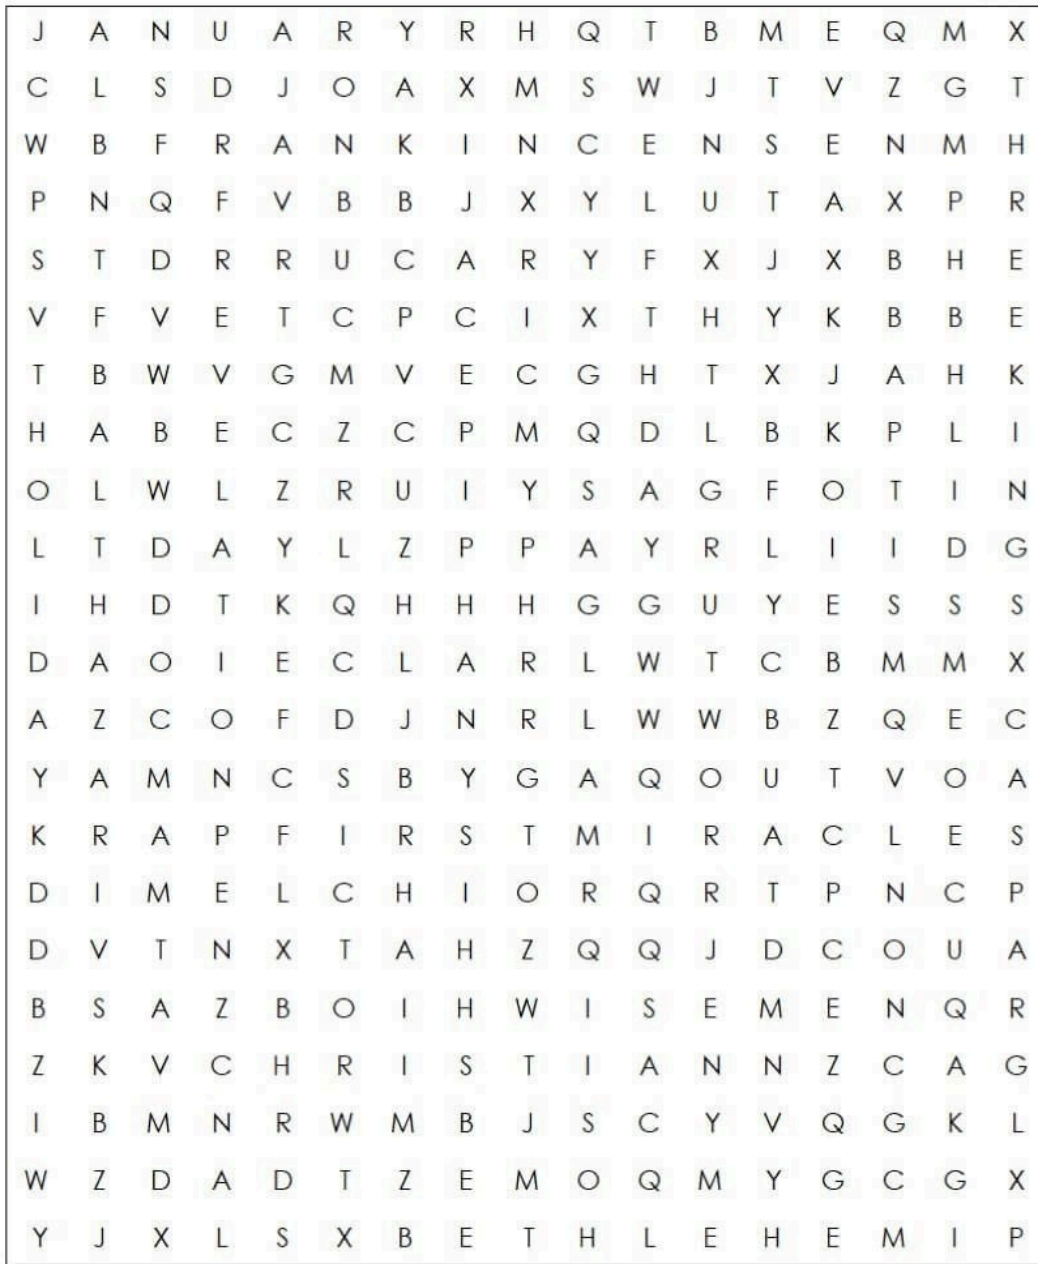 J A N U A R Y R H Q T B M E Q M X
C L S D J O A X M S W J T V Z G T
W B F R A N K I N C E N S E N M H
P N Q F V B B J X Y L U T A X P R
S T D R R U C A R Y F X J X B H E
V F V E T C P C I X T H Y K B B E
T B W V G M V E C G H T X J A H K
H A B E C Z C P M Q D L B K P L I
O L W L Z R U I Y S A G F O T I N
L T D A Y L Z P P A Y R L I I D G
I H D T K Q H H H G G U Y E S S S
D A O I E C L A R L W T C B M M X
A Z C O F D J N R L W W B Z Q E C
Y A M N C S B Y G A Q O U T V O A
K R A P F I R S T M I R A C L E S
D I M E L C H I O R Q R T P N C P
D V T N X T A H Z Q Q J D C O U A
B S A Z B O I H W I S E M E N Q R
Z K V C H R I S T I A N N Z C A G
I B M N R W M B J S C Y V Q G K L
W Z D A D T Z E M O Q M Y G C G X
Y J X L S X B E T H L E H E M I P